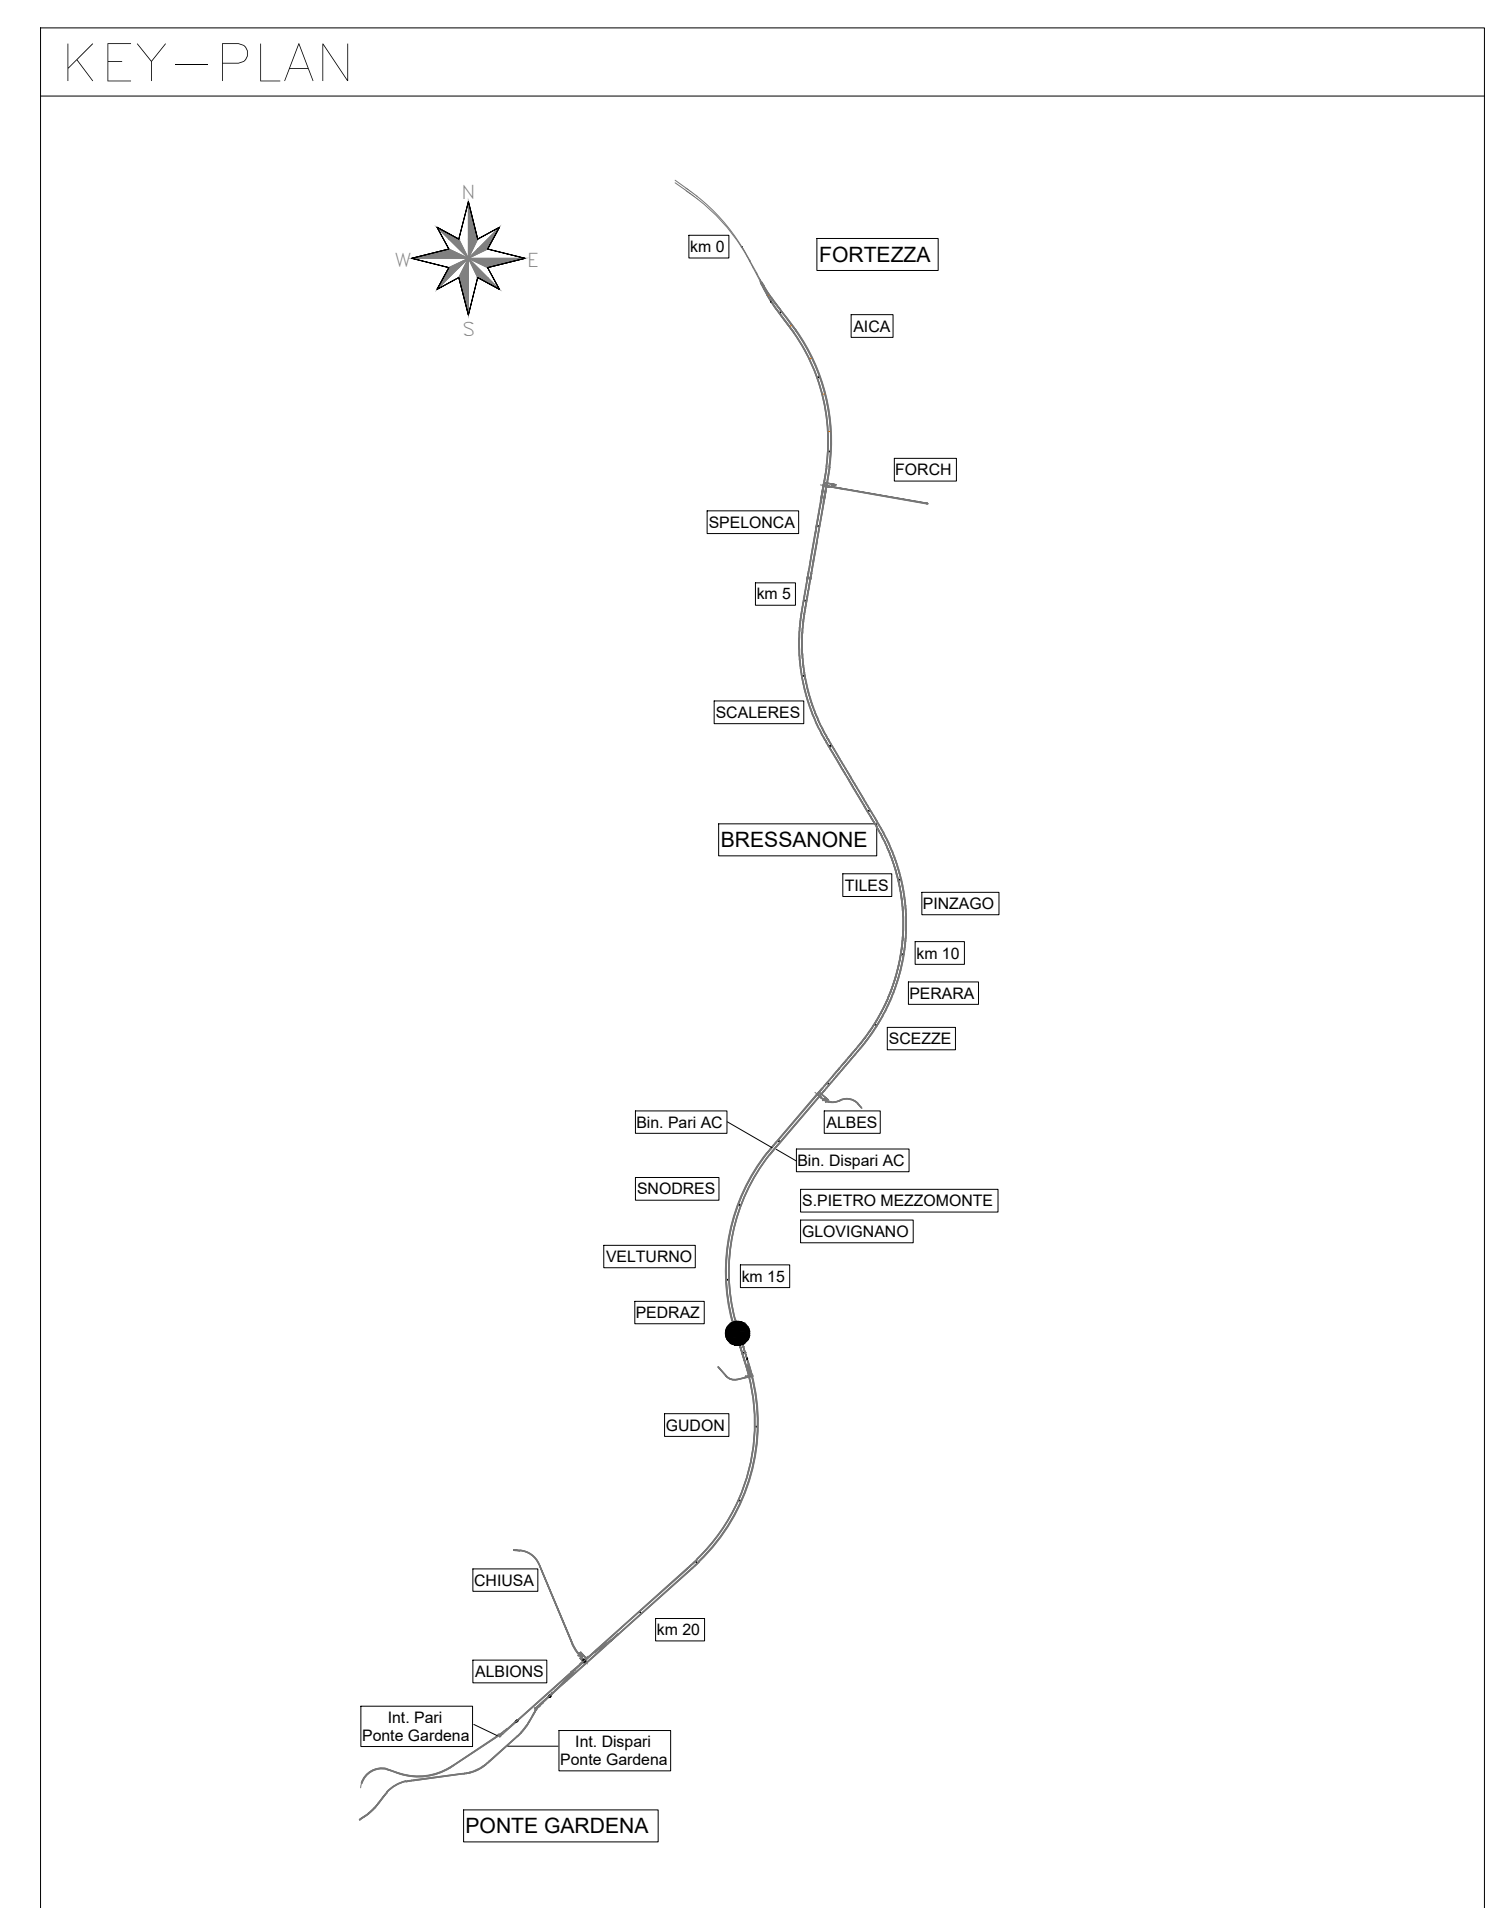 KEY-PLAN
N
W
E
S
km 0
FORTEZZA
AICA
FORCH
SPELONCA
km 5
SCALERES
BRESSANONE
TILES
PINZAGO
km 10
PERARA
SCEZZE
Bin. Pari AC
ALBES
Bin. Dispari AC
SNODRES
S.PIETRO MEZZOMONTE
GLOVIGNANO
VELTURNO
km 15
PEDRAZ
GUDON
CHIUSA
km 20
ALBIONS
Int. Pari
Ponte Gardena
Int. Dispari
Ponte Gardena
PONTE GARDENA